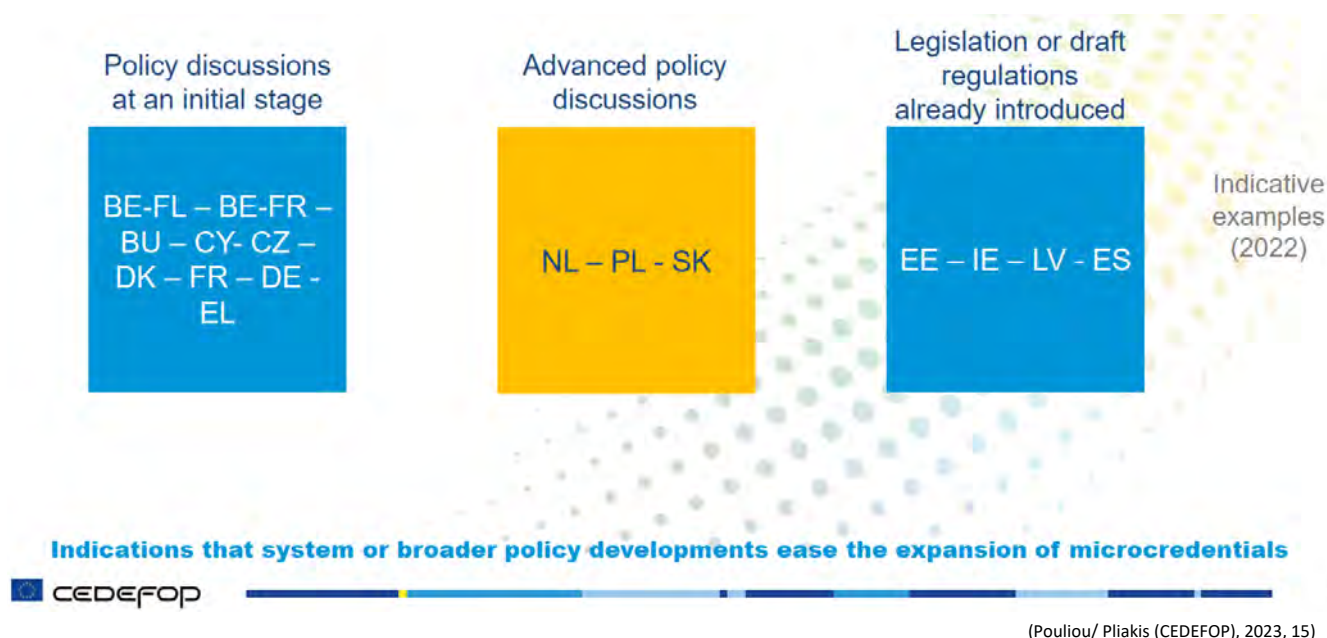 Policy discussions
at an initial stage
BE-FL – BE-FR –
BU – CY- CZ –
DK – FR – DE -
EL
Advanced policy
discussions
NL – PL - SK
Legislation or draft
regulations
already introduced
EE – IE – LV - ES
Indicative
examples
(2022)
Indications that system or broader policy developments ease the expansion of microcredentials
CEDEFOP
(Pouliou/ Pliakis (CEDEFOP), 2023, 15)